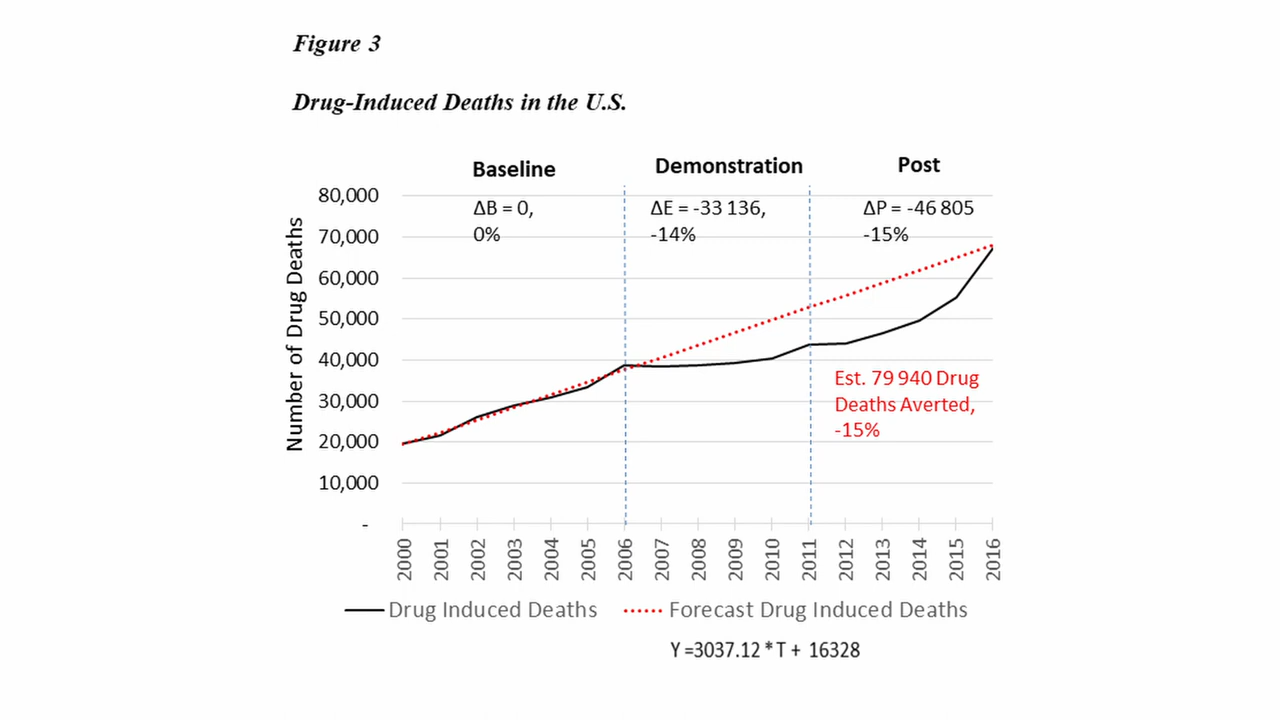 Figure 3
Drug-Induced Deaths in the U.S.
Baseline
Demonstration
Post
ΔB = 0,
0%
ΔE = -33 136,
-14%
ΔP = -46 805
-15%
Number of Drug Deaths
80,000
70,000
60,000
50,000
40,000
30,000
20,000
10,000
-
Est. 79 940 Drug
Deaths Averted,
-15%
2000
2001
2002
2003
2004
2005
2006
2007
2008
2009
2010
2011
2012
2013
2014
2015
2016
Drug Induced Deaths
Forecast Drug Induced Deaths
Y =3037.12 * T + 16328